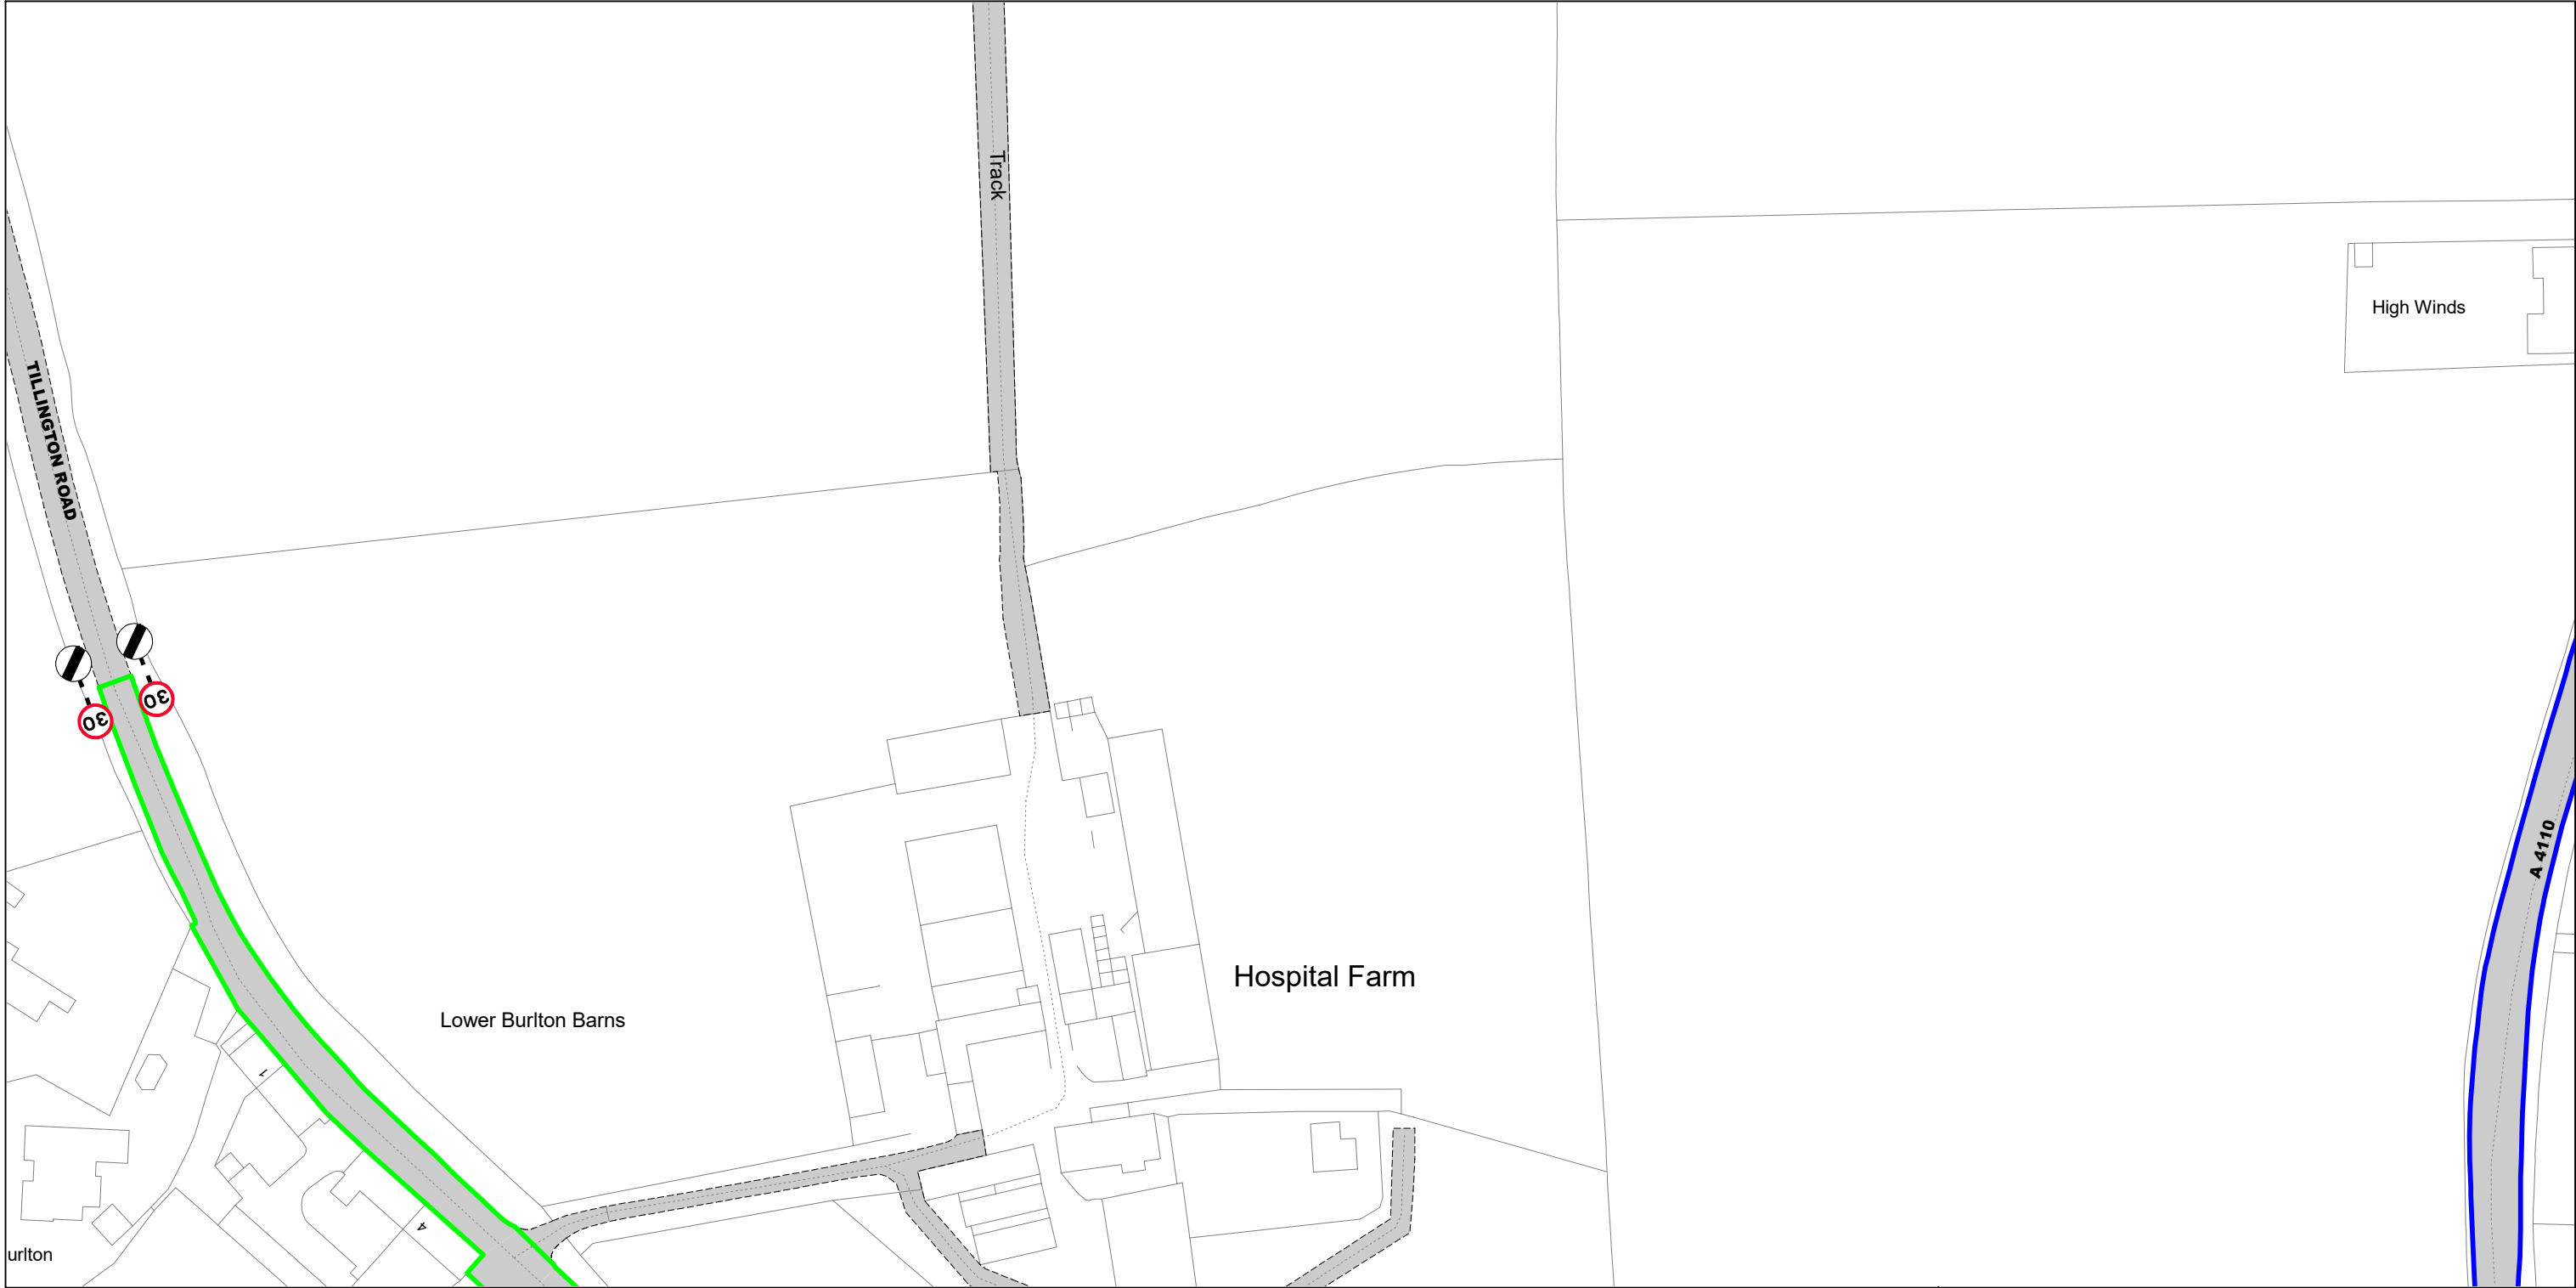 Track
High Winds
TILLINGTON ROAD
30
30
A 4110
Hospital Farm
Lower Burlton Barns
1
4
urlton